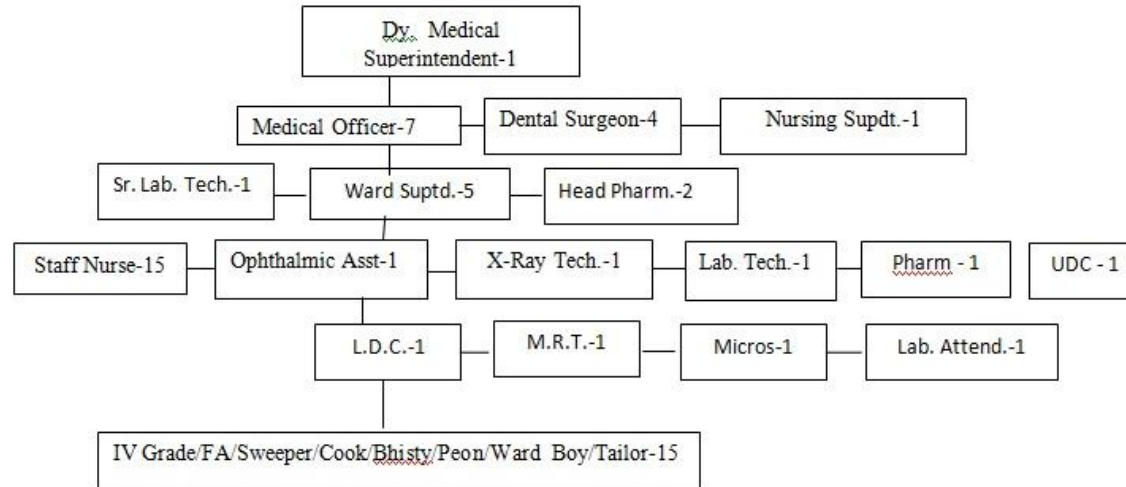 Dy. Medical
Superintendent-1
Medical Officer-7
Dental Surgeon-4
Nursing Supdt.-1
Sr. Lab. Tech.-1
Ward Suptd.-5
Head Pharm.-2
Staff Nurse-15
Ophthalmic Asst-1
X-Ray Tech.-1
Lab. Tech.-1
Pharm - 1
UDC - 1
L.D.C.-1
M.R.T.-1
Micros-1
Lab. Attend.-1
IV Grade/FA/Sweeper/Cook/Bhisty/Peon/Ward Boy/Tailor-15